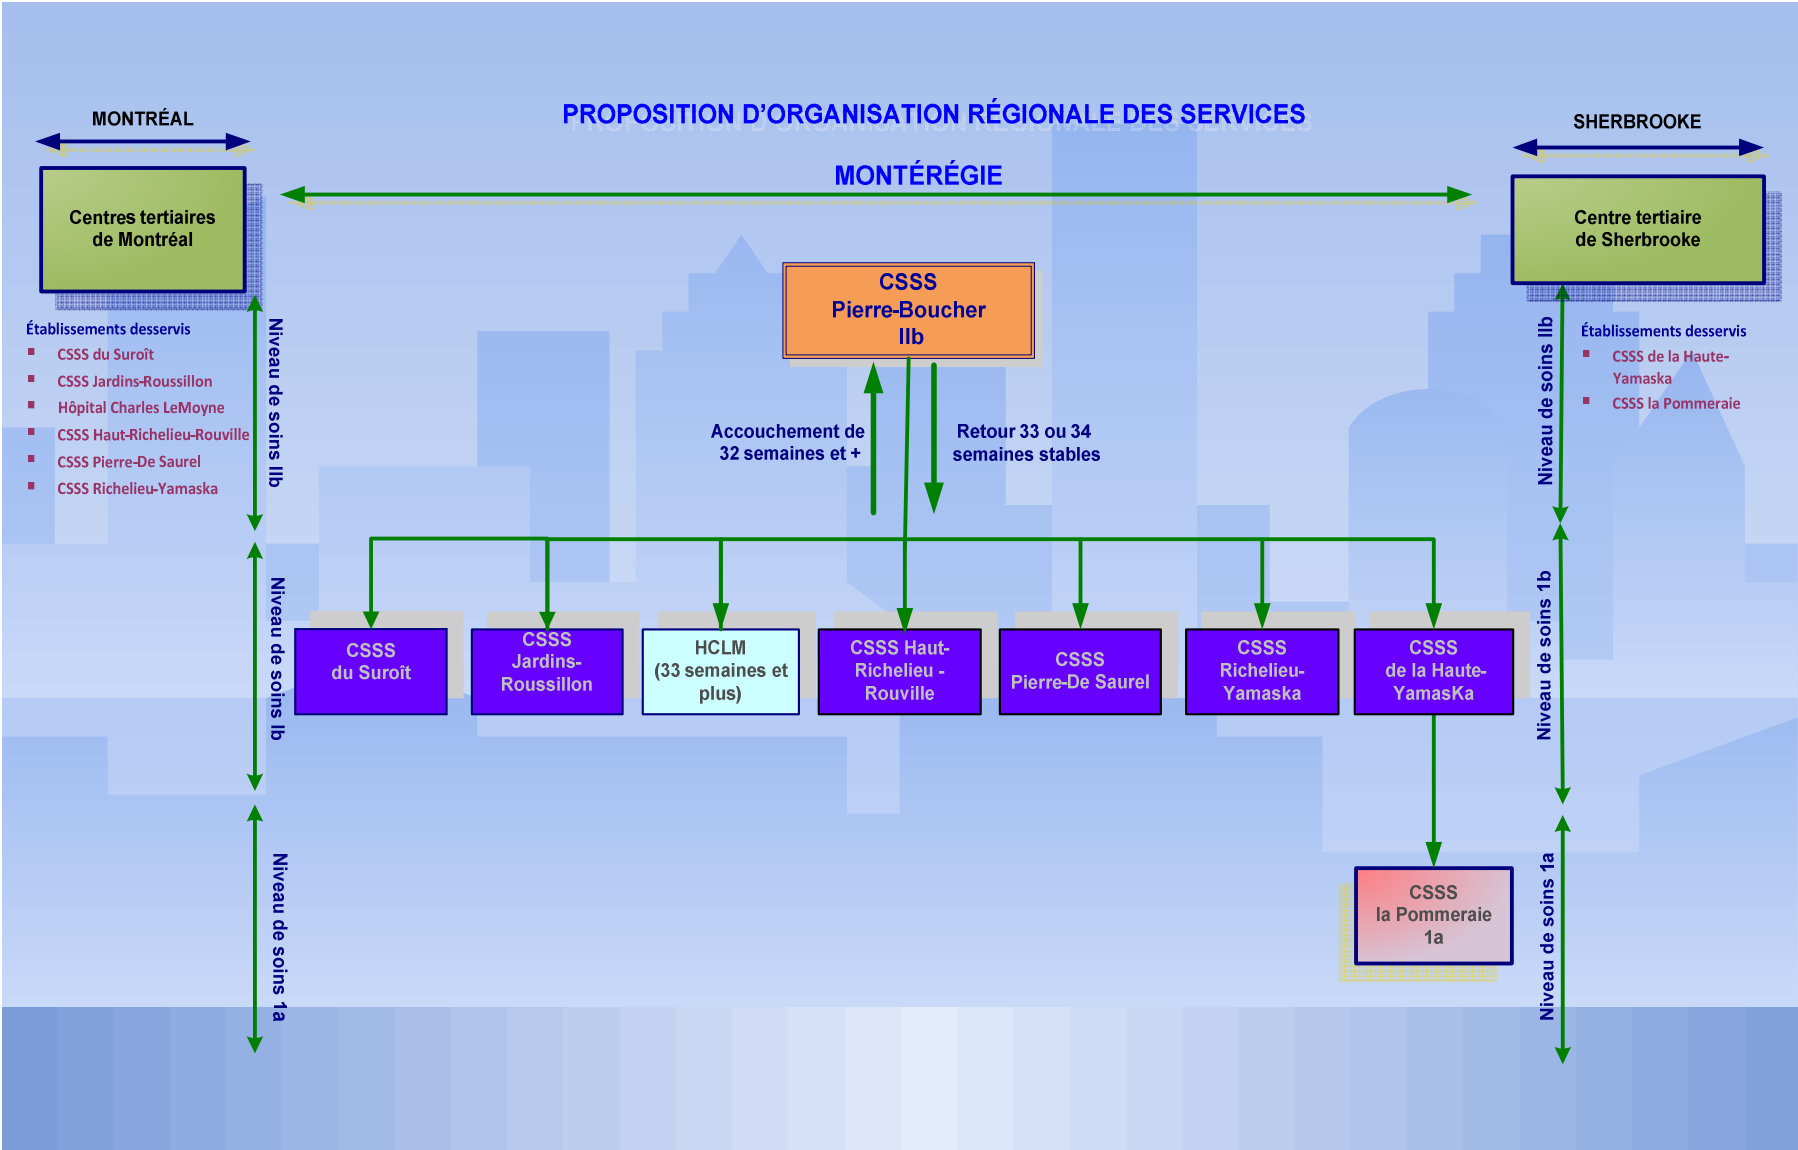 PROPOSITION D'ORGANISATION RÉGIONALE DES SERVICES
MONTÉRÉGIE
MONTRÉAL
Centres tertiaires
de Montréal
Établissements desservis
CSSS du Suroît
CSSS Jardins-Roussillon
Hôpital Charles LeMoyne
CSSS Haut-Richelieu-Rouville
CSSS Pierre-De Saurel
CSSS Richelieu-Yamaska
Niveau de soins IIb
Niveau de soins Ib
Niveau de soins 1a
CSSS
Pierre-Boucher
IIb
Accouchement de
32 semaines et +
Retour 33 ou 34
semaines stables
CSSS
du Suroît
CSSS
Jardins-
Roussillon
HCLM
(33 semaines et
plus)
CSSS Haut-
Richelieu -
Rouville
CSSS
Pierre-De Saurel
CSSS
Richelieu-
Yamaska
CSSS
de la Haute-
YamasKa
CSSS
la Pommeraie
1a
SHERBROOKE
Centre tertiaire
de Sherbrooke
Établissements desservis
CSSS de la Haute-
Yamaska
CSSS la Pommeraie
Niveau de soins IIb
Niveau de soins 1b
Niveau de soins 1a